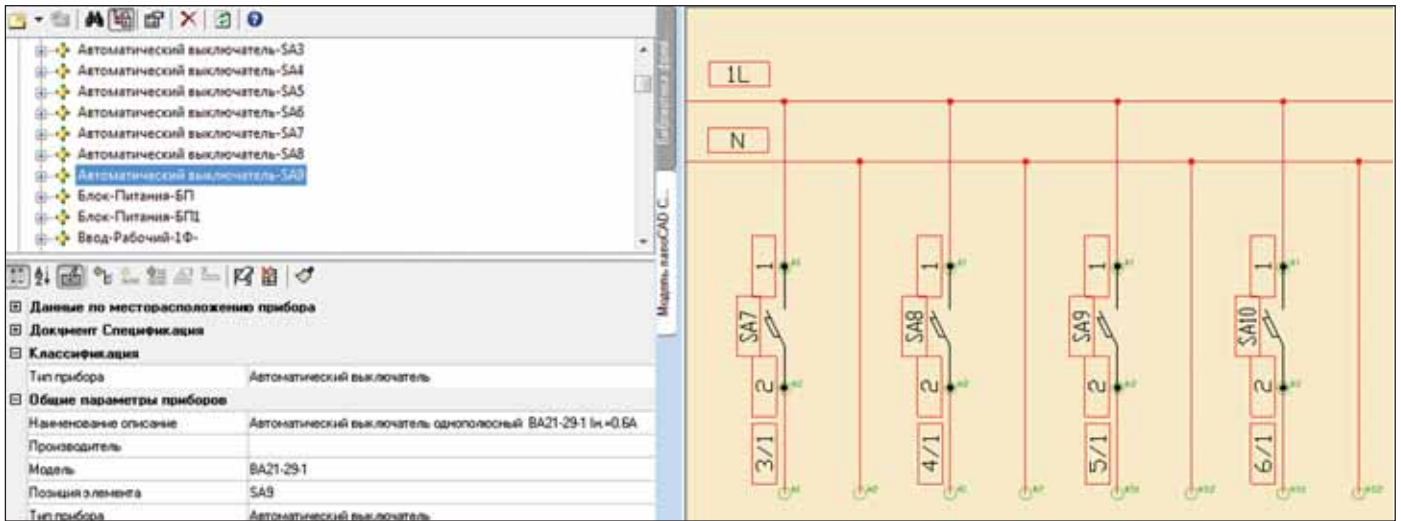 Автоматический выключатель-SA3
Автоматический выключатель-SA4
Автоматический выключатель-SA5
Автоматический выключатель-SA6
Автоматический выключатель-SA7
Автоматический выключатель-SA8
Автоматический выключатель-SA9
Блок-Питания-БП
Блок-Питания-БП1
Ввод-Рабочий-1Ф-
Модель nanoCAD С...
Данные по месторасположению прибора
Документ Спецификация
Классификация
Тип прибора Автоматический выключатель
Общие параметры приборов
Наименование описание Автоматический выключатель однополюсный ВА21-29-1 Iн.=0,6А
Производитель
Модель ВА21-29-1
Позиция элемента SA9
Тип прибора Автоматический выключатель
1L
N
1 1 1 1
SA7 SA8 SA9 SA10
2 2 2 2
3/1 4/1 5/1 6/1